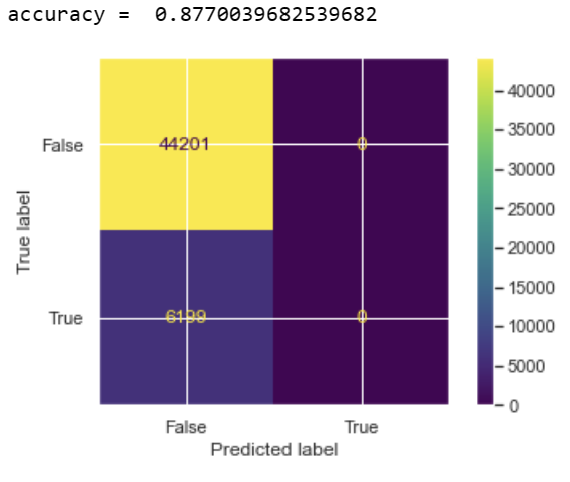 accuracy =  0.8770039682539682
False
44201
0
True
6199
0
False
True
Predicted label
True label
40000
35000
30000
25000
20000
15000
10000
5000
0